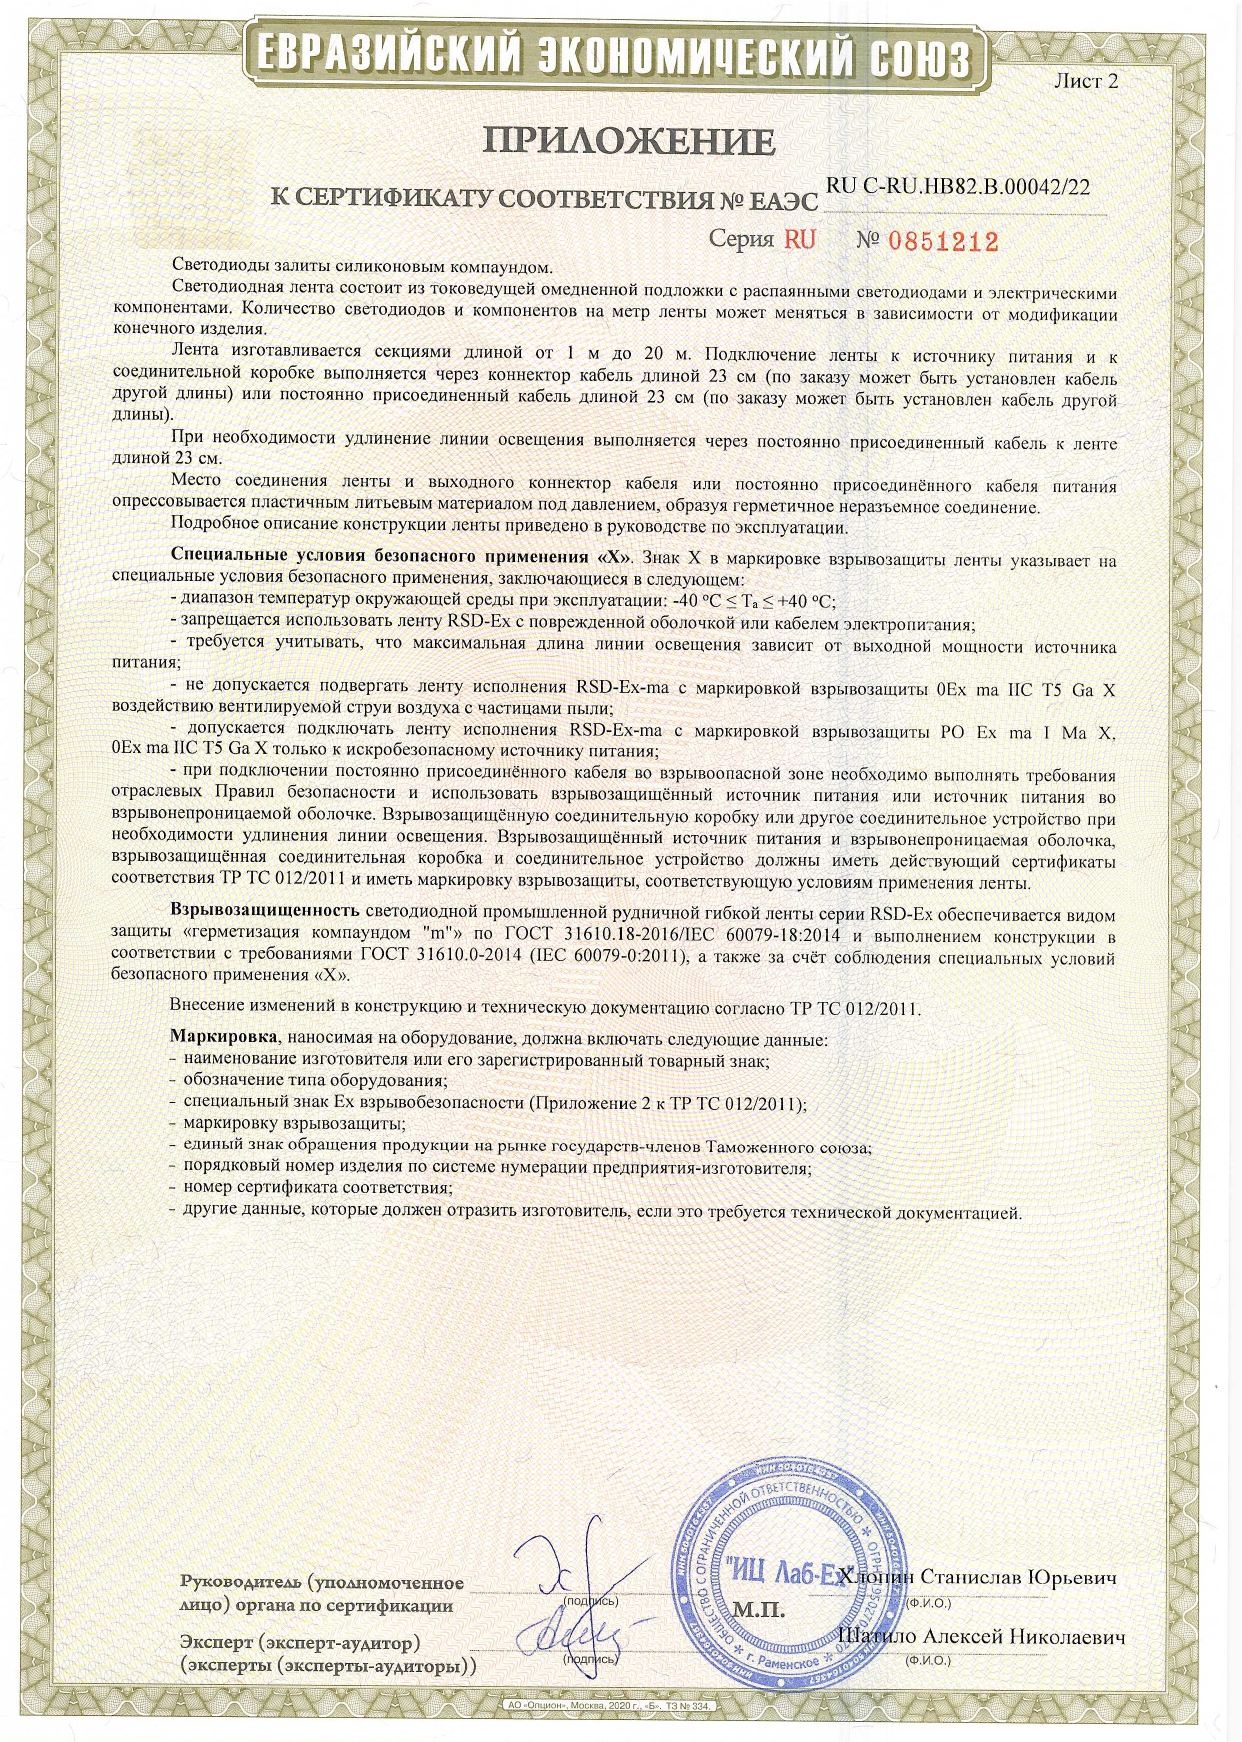 ЕВРАЗИЙСКИЙ ЭКОНОМИЧЕСКИЙ СОЮЗ
Лист 2
ПРИЛОЖЕНИЕ
К СЕРТИФИКАТУ СООТВЕТСТВИЯ № ЕАЭС RU С-RU.НВ82.В.00042/22
Серия RU № 0851212
Светодиоды залиты силиконовым компаундом.
Светодиодная лента состоит из токоведущей омедненной подложки с распаянными светодиодами и электрическими
компонентами. Количество светодиодов и компонентов на метр ленты может меняться в зависимости от модификации
конечного изделия.
Лента изготавливается секциями длиной от 1 м до 20 м. Подключение ленты к источнику питания и к
соединительной коробке выполняется через коннектор кабель длиной 23 см (по заказу может быть установлен кабель
другой длины) или постоянно присоединенный кабель длиной 23 см (по заказу может быть установлен кабель другой
длины).
При необходимости удлинение линии освещения выполняется через постоянно присоединенный кабель к ленте
длиной 23 см.
Место соединения ленты и выходного коннектор кабеля или постоянно присоединённого кабеля питания
опрессовывается пластичным литьевым материалом под давлением, образуя герметичное неразъемное соединение.
Подробное описание конструкции ленты приведено в руководстве по эксплуатации.
Специальные условия безопасного применения «Х». Знак Х в маркировке взрывозащиты ленты указывает на
специальные условия безопасного применения, заключающиеся в следующем:
- диапазон температур окружающей среды при эксплуатации: -40 ºС ≤ Tₐ ≤ +40 ºС;
- запрещается использовать ленту RSD-Ex с поврежденной оболочкой или кабелем электропитания;
- требуется учитывать, что максимальная длина линии освещения зависит от выходной мощности источника
питания;
- не допускается подвергать ленту исполнения RSD-Ex-ma с маркировкой взрывозащиты 0Ex ma IIC T5 Ga X
воздействию вентилируемой струи воздуха с частицами пыли;
- допускается подключать ленту исполнения RSD-Ex-ma с маркировкой взрывозащиты PO Ex ma I Ma X,
0Ex ma IIC T5 Ga X только к искробезопасному источнику питания;
- при подключении постоянно присоединённого кабеля во взрывоопасной зоне необходимо выполнять требования
отраслевых Правил безопасности и использовать взрывозащищённый источник питания или источник питания во
взрывонепроницаемой оболочке. Взрывозащищённую соединительную коробку или другое соединительное устройство при
необходимости удлинения линии освещения. Взрывозащищённый источник питания и взрывонепроницаемая оболочка,
взрывозащищённая соединительная коробка и соединительное устройство должны иметь действующий сертификаты
соответствия ТР ТС 012/2011 и иметь маркировку взрывозащиты, соответствующую условиям применения ленты.
Взрывозащищенность светодиодной промышленной рудничной гибкой ленты серии RSD-Ex обеспечивается видом
защиты «герметизация компаундом "m"» по ГОСТ 31610.18-2016/IEC 60079-18:2014 и выполнением конструкции в
соответствии с требованиями ГОСТ 31610.0-2014 (IEC 60079-0:2011), а также за счёт соблюдения специальных условий
безопасного применения «Х».
Внесение изменений в конструкцию и техническую документацию согласно ТР ТС 012/2011.
Маркировка, наносимая на оборудование, должна включать следующие данные:
- наименование изготовителя или его зарегистрированный товарный знак;
- обозначение типа оборудования;
- специальный знак Ex взрывобезопасности (Приложение 2 к ТР ТС 012/2011);
- маркировку взрывозащиты;
- единый знак обращения продукции на рынке государств-членов Таможенного союза;
- порядковый номер изделия по системе нумерации предприятия-изготовителя;
- номер сертификата соответствия;
- другие данные, которые должен отразить изготовитель, если это требуется технической документацией.
Руководитель (уполномоченное
лицо) органа по сертификации
(подпись)
М.П.
Хлопин Станислав Юрьевич
(Ф.И.О.)
Эксперт (эксперт-аудитор)
(эксперты (эксперты-аудиторы))
(подпись)
Шатило Алексей Николаевич
(Ф.И.О.)
ОБЩЕСТВО С ОГРАНИЧЕННОЙ ОТВЕТСТВЕННОСТЬЮ
"ИЦ Лаб-Ех"
г. Раменское
АО «Опцион», Москва, 2020 г., «Б». ТЗ № 334.